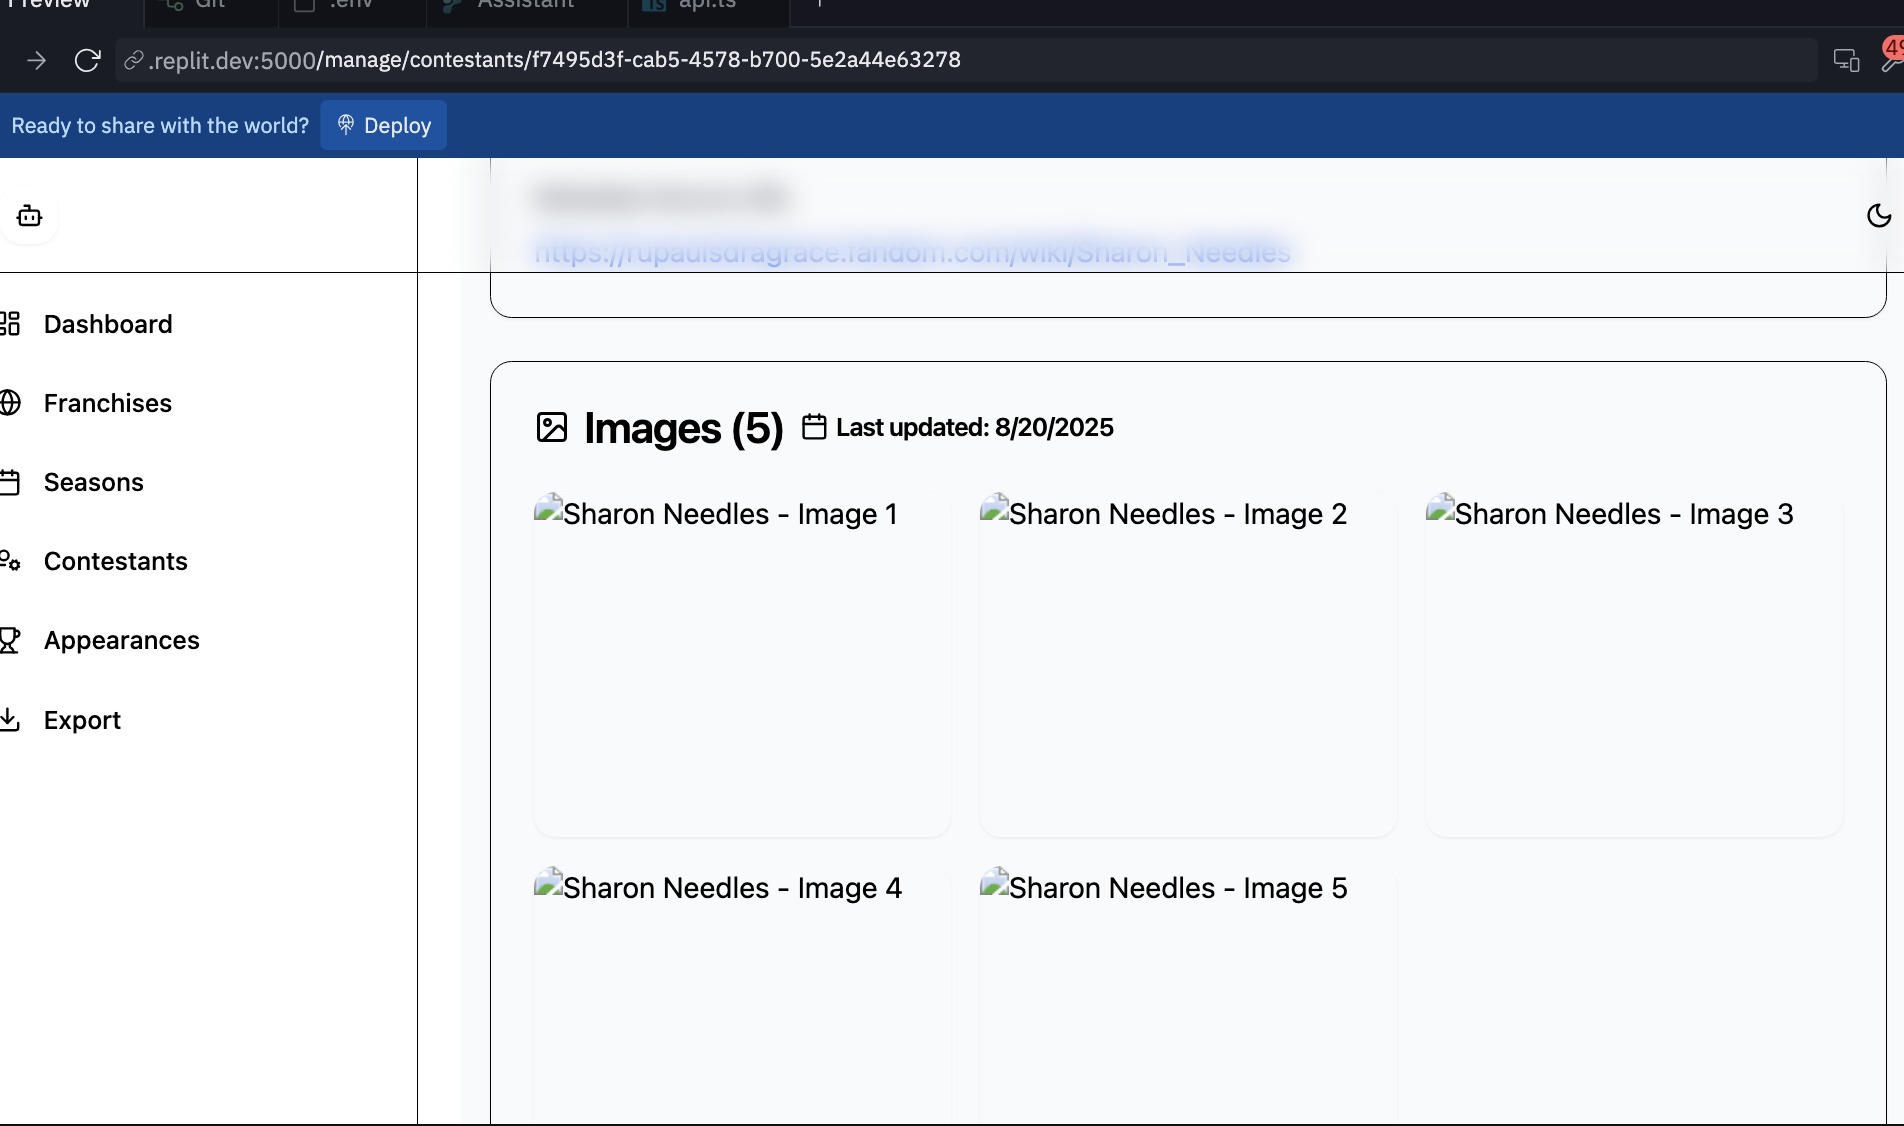 Preview Git .env Assistant api.ts
.replit.dev:5000/manage/contestants/f7495d3f-cab5-4578-b700-5e2a44e63278
Ready to share with the world? Deploy
https://rupaulsdragrace.fandom.com/wiki/Sharon_Needles
Dashboard
Franchises
Seasons
Contestants
Appearances
Export
Images (5) Last updated: 8/20/2025
Sharon Needles - Image 1
Sharon Needles - Image 2
Sharon Needles - Image 3
Sharon Needles - Image 4
Sharon Needles - Image 5